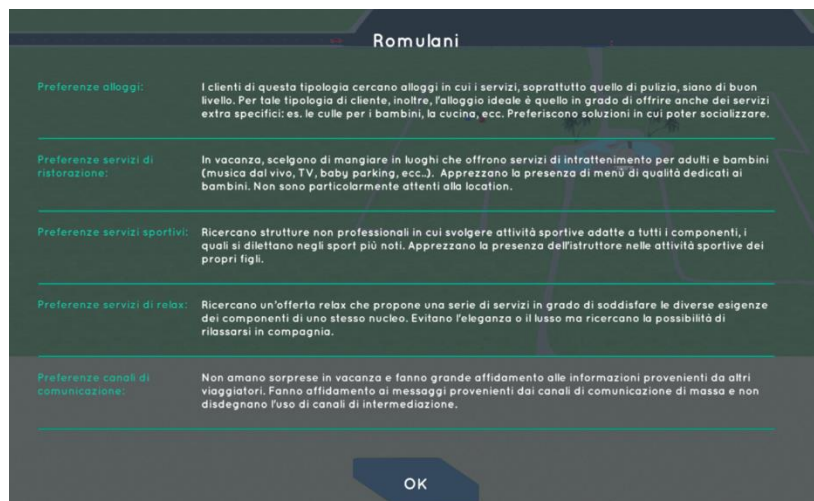 Romulani
Preferenze alloggi:
I clienti di questa tipologia cercano alloggi in cui i servizi, soprattutto quello di pulizia, siano di buon
livello. Per tale tipologia di cliente, inoltre, l'alloggio ideale è quello in grado di offrire anche dei servizi
extra specifici: es. le culle per i bambini, la cucina, ecc. Preferiscono soluzioni in cui poter socializzare.
Preferenze servizi di
ristorazione:
In vacanza, scelgono di mangiare in luoghi che offrono servizi di intrattenimento per adulti e bambini
(musica dal vivo, TV, baby parking, ecc..). Apprezzano la presenza di menù di qualità dedicati ai
bambini. Non sono particolarmente attenti alla location.
Preferenze servizi sportivi:
Ricercano strutture non professionali in cui svolgere attività sportive adatte a tutti i componenti, i
quali si dilettano negli sport più noti. Apprezzano la presenza dell'istruttore nelle attività sportive dei
propri figli.
Preferenze servizi di relax:
Ricercano un'offerta relax che propone una serie di servizi in grado di soddisfare le diverse esigenze
dei componenti di uno stesso nucleo. Evitano l'eleganza o il lusso ma ricercano la possibilità di
rilassarsi in compagnia.
Preferenze canali di
comunicazione:
Non amano sorprese in vacanza e fanno grande affidamento alle informazioni provenienti da altri
viaggiatori. Fanno affidamento ai messaggi provenienti dai canali di comunicazione di massa e non
disdegnano l'uso di canali di intermediazione.
OK